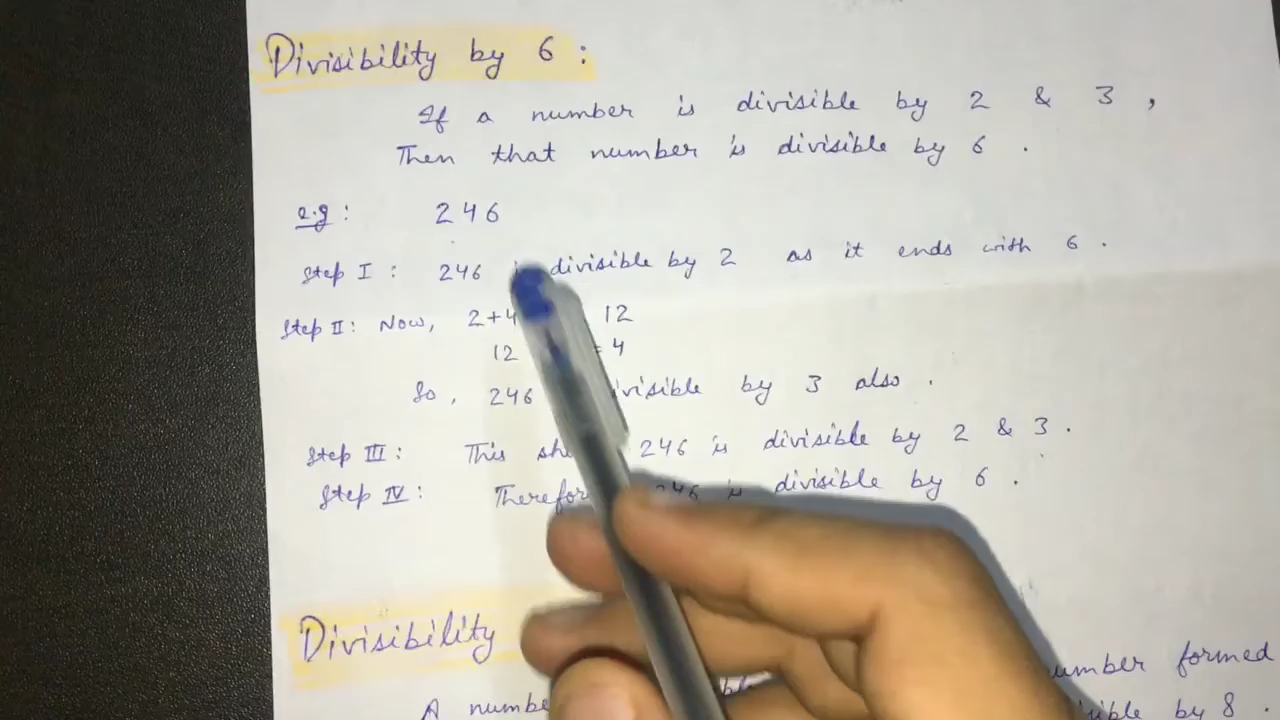 Divisibility by 6 :
If a number is divisible by 2 & 3 ,
Then that number is divisible by 6 .
e.g : 246
Step I : 246 divisible by 2 as it ends with 6 .
Step II : Now, 2+4 12
12 = 4
So , 246 divisible by 3 also .
Step III : This 246 is divisible by 2 & 3 .
Step IV : 246 is divisible by 6 .
Divisibility
A number formed
by 8 .